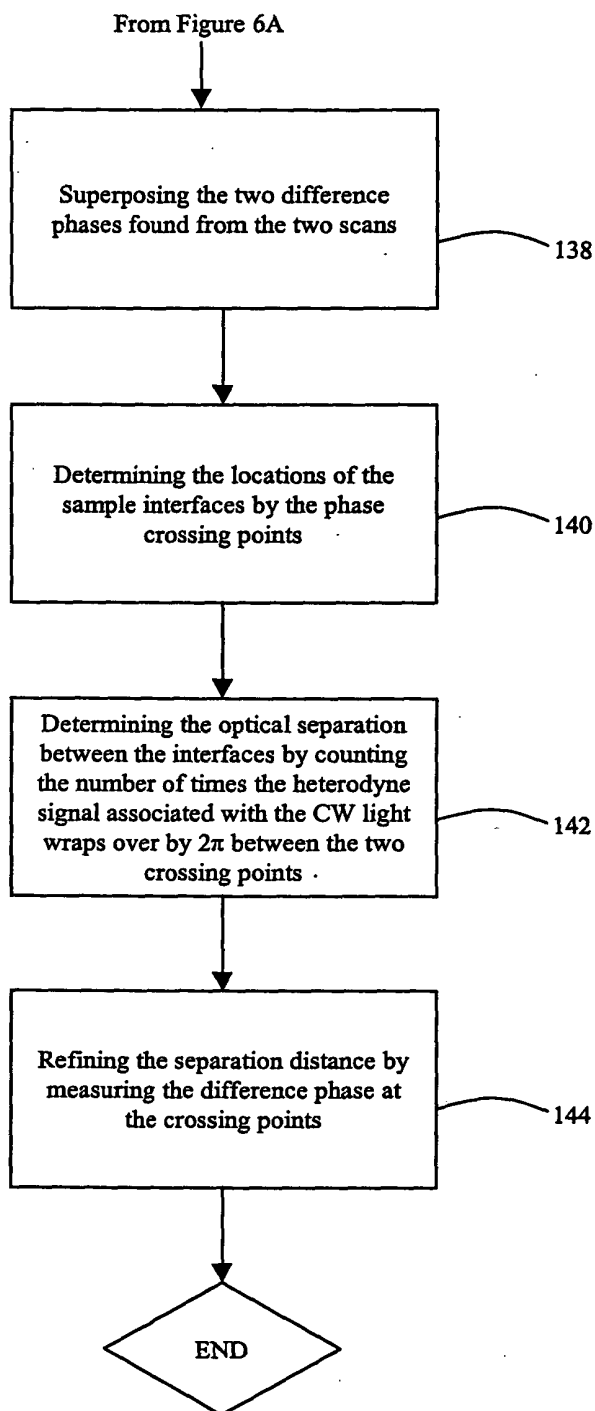 From Figure 6A
Superposing the two difference
phases found from the two scans
138
Determining the locations of the
sample interfaces by the phase
crossing points
140
Determining the optical separation
between the interfaces by counting
the number of times the heterodyne
signal associated with the CW light
wraps over by 2π between the two
crossing points
142
Refining the separation distance by
measuring the difference phase at
the crossing points
144
END